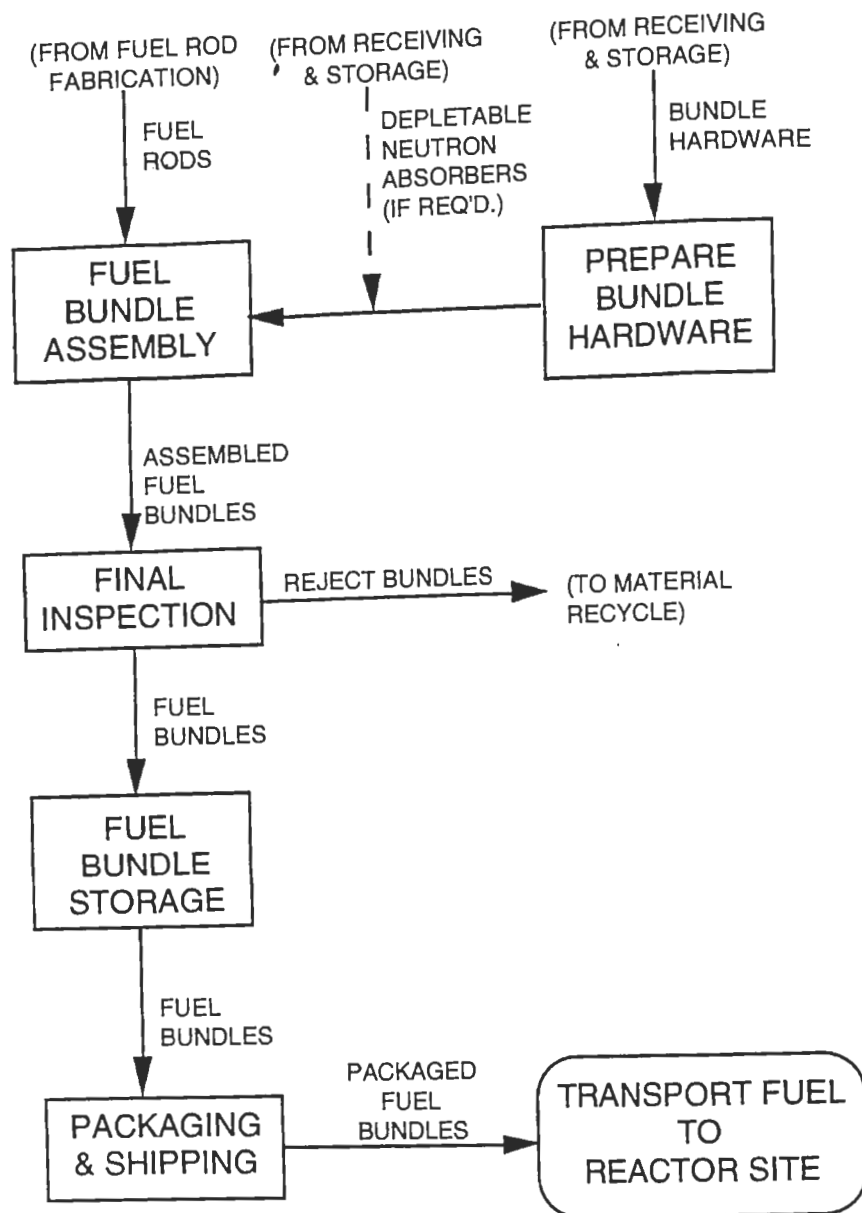 (FROM FUEL ROD
FABRICATION)
(FROM RECEIVING
& STORAGE)
(FROM RECEIVING
& STORAGE)
FUEL
RODS
DEPLETABLE
NEUTRON
ABSORBERS
(IF REQ'D.)
BUNDLE
HARDWARE
FUEL
BUNDLE
ASSEMBLY
PREPARE
BUNDLE
HARDWARE
ASSEMBLED
FUEL
BUNDLES
FINAL
INSPECTION
REJECT BUNDLES
(TO MATERIAL
RECYCLE)
FUEL
BUNDLES
FUEL
BUNDLE
STORAGE
FUEL
BUNDLES
PACKAGING
& SHIPPING
PACKAGED
FUEL
BUNDLES
TRANSPORT FUEL
TO
REACTOR SITE